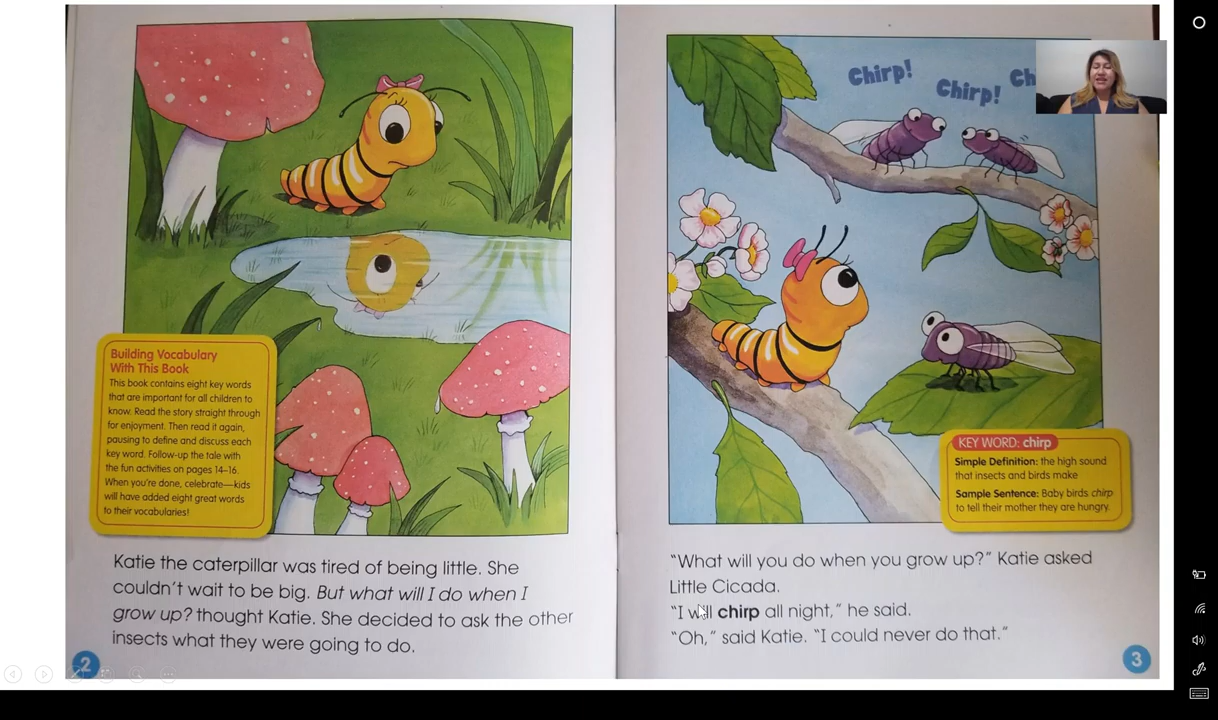 Building Vocabulary
With This Book
This book contains eight key words
that are important for all children to
know. Read the story straight through
for enjoyment. Then read it again,
pausing to define and discuss each
key word. Follow-up the tale with
the fun activities on pages 14–16.
When you're done, celebrate—kids
will have added eight great words
to their vocabularies!
Katie the caterpillar was tired of being little. She
couldn't wait to be big. But what will I do when I
grow up? thought Katie. She decided to ask the other
insects what they were going to do.
2
Chirp!
Chirp!
Ch
KEY WORD: chirp
Simple Definition: the high sound
that insects and birds make
Sample Sentence: Baby birds chirp
to tell their mother they are hungry.
"What will you do when you grow up?" Katie asked
Little Cicada.
"I will chirp all night," he said.
"Oh," said Katie. "I could never do that."
3